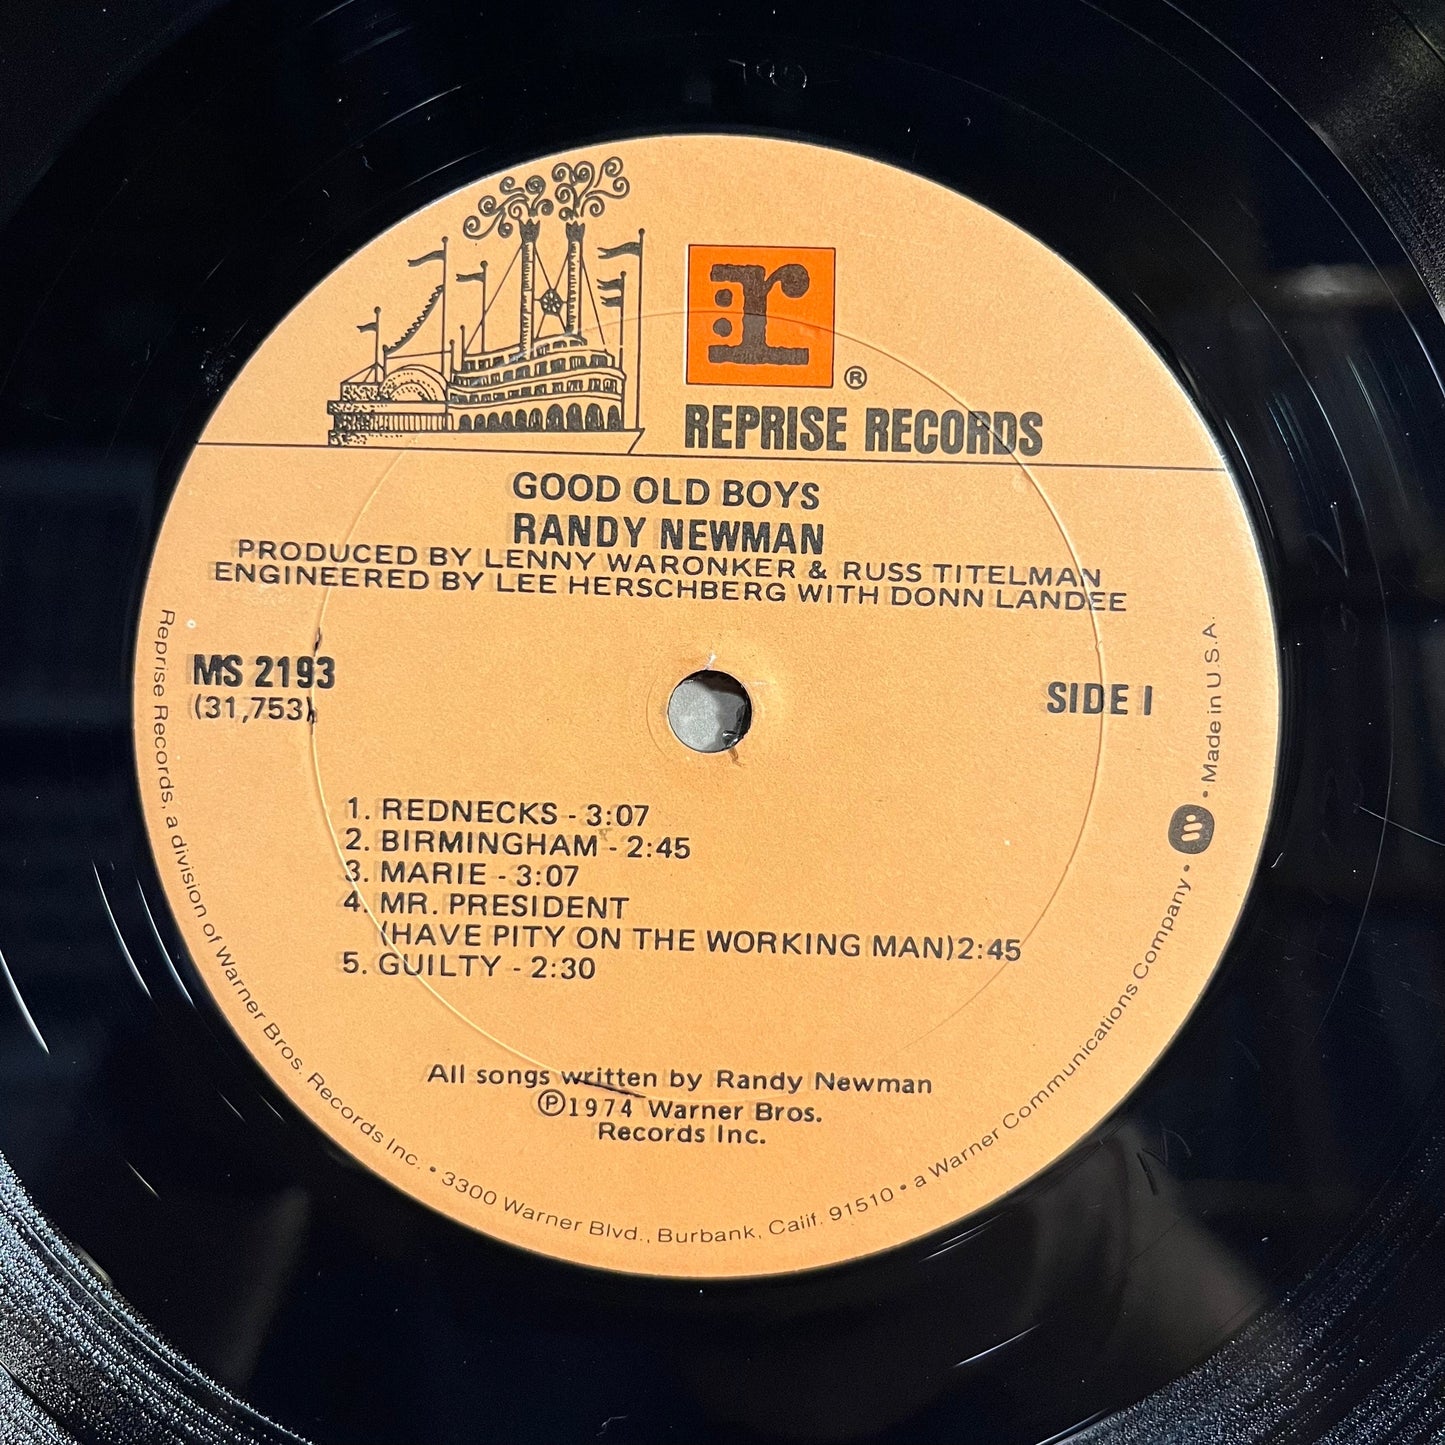 r
®
REPRISE RECORDS
GOOD OLD BOYS
RANDY NEWMAN
PRODUCED BY LENNY WARONKER & RUSS TITELMAN
ENGINEERED BY LEE HERSCHBERG WITH DONN LANDEE
MS 2193
(31,753)
SIDE 1
1. REDNECKS - 3:07
2. BIRMINGHAM - 2:45
3. MARIE - 3:07
4. MR. PRESIDENT
(HAVE PITY ON THE WORKING MAN) 2:45
5. GUILTY - 2:30
All songs written by Randy Newman
℗1974 Warner Bros.
Records Inc.
Reprise Records, a division of Warner Bros. Records Inc. • 3300 Warner Blvd., Burbank, Calif. 91510 • a Warner Communications Company • W • Made in U.S.A.